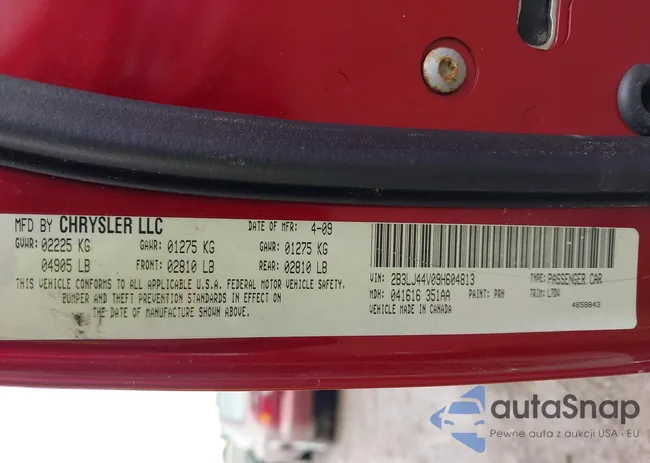 MFD BY CHRYSLER LLC DATE OF MFR: 4-09
GVWR: 02225 KG GAWR: 01275 KG GAWR: 01275 KG
04905 LB FRONT: 02810 LB REAR: 02810 LB
THIS VEHICLE CONFORMS TO ALL APPLICABLE U.S.A. FEDERAL MOTOR VEHICLE SAFETY,
BUMPER AND THEFT PREVENTION STANDARDS IN EFFECT ON
THE DATE OF MANUFACTURE SHOWN ABOVE.
VIN: 2B3LJ44V09H604813 TYPE: PASSENGER CAR
MDH: 041616 351AA PAINT: PRH TRIM: L7DV
VEHICLE MADE IN CANADA 4658843
autaSnap
Pewne auta z aukcji USA i EU